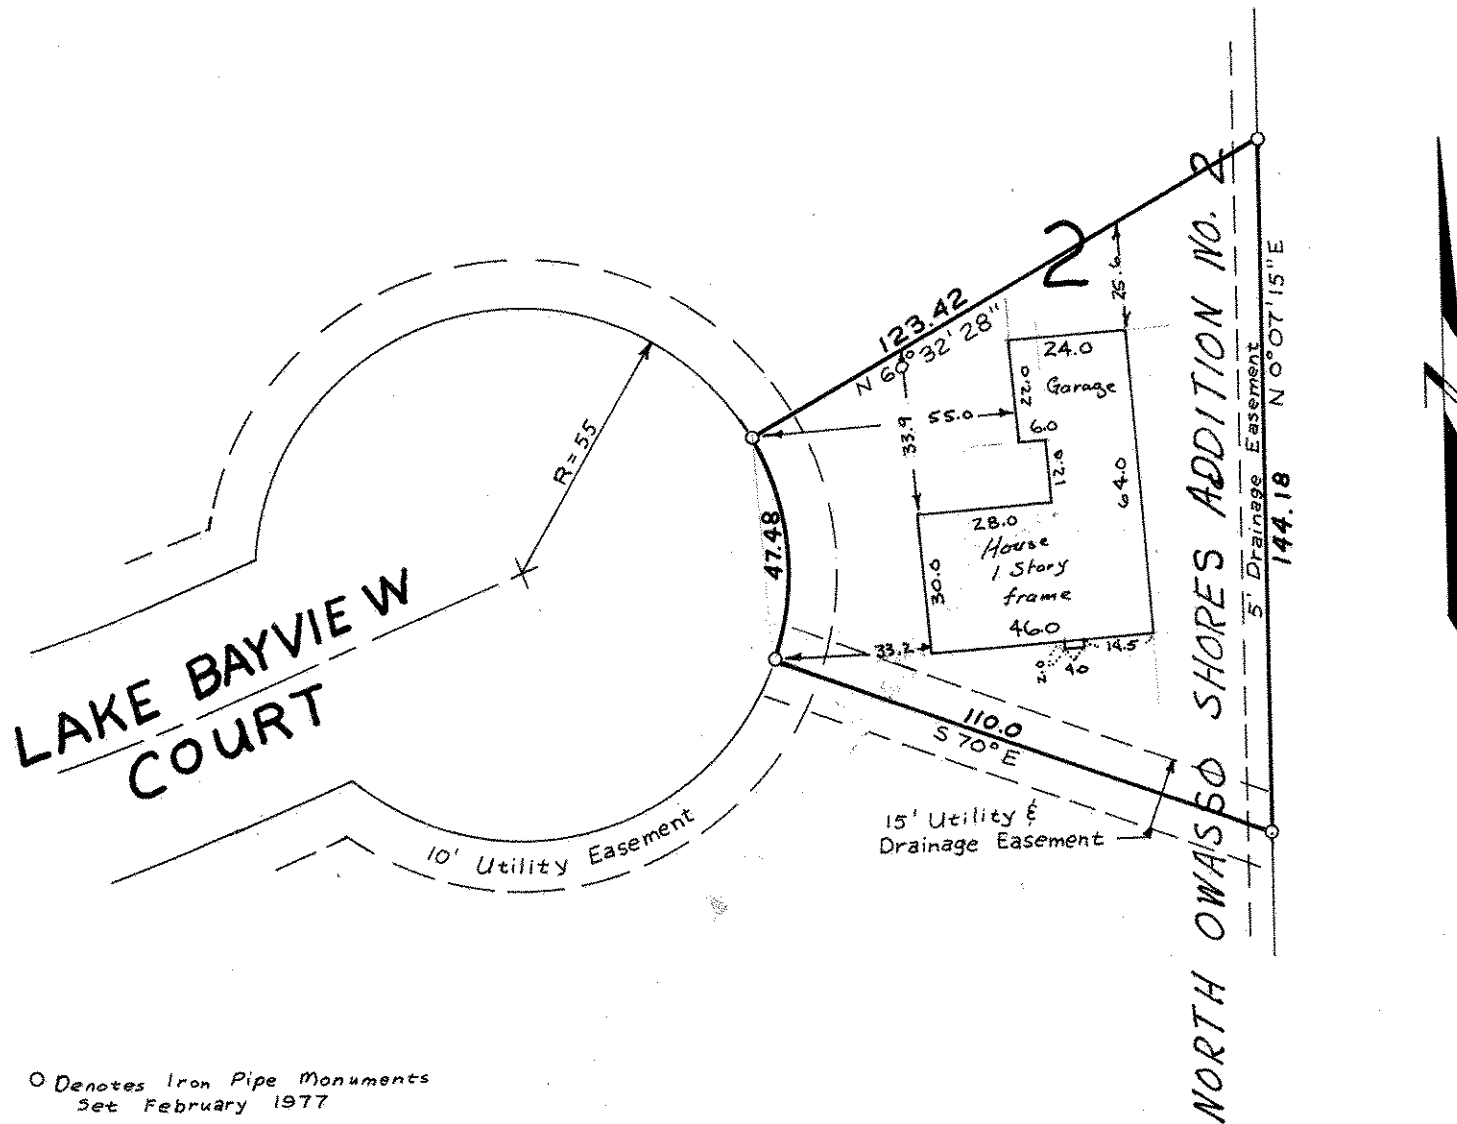 NORTH OWASSO SHORES ADDITION NO. 2
2
123.42
N 60° 32' 28"
25.6
N 0°07'15"E
144.18
5' Drainage Easement
24.0
Garage
22.0
6.0
12.0
64.0
55.0
33.9
28.0
House
1 Story
frame
30.0
46.0
33.2
14.5
2.0
4.0
R=55
47.48
LAKE BAYVIEW
COURT
110.0
S 70° E
15' Utility &
Drainage Easement
10' Utility Easement
O Denotes Iron Pipe Monuments
Set February 1977